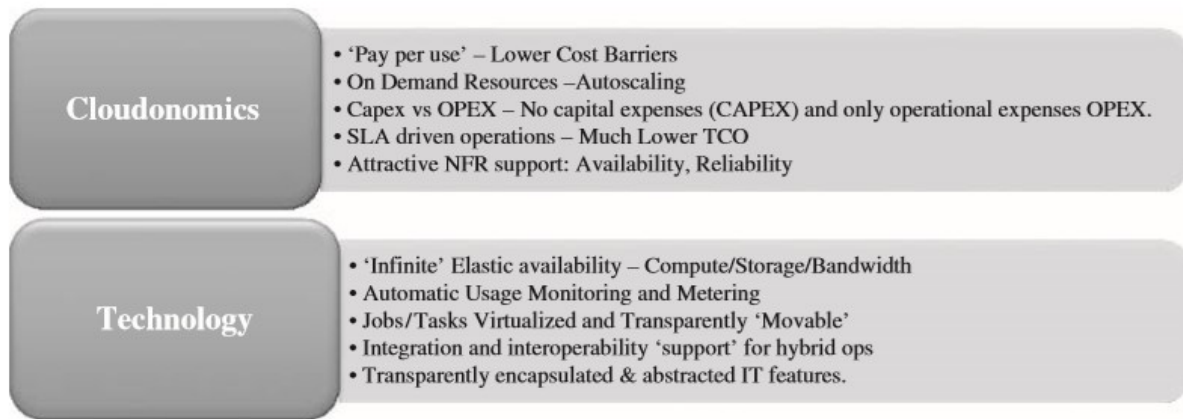 Cloudonomics
• ‘Pay per use’ – Lower Cost Barriers
• On Demand Resources –Autoscaling
• Capex vs OPEX – No capital expenses (CAPEX) and only operational expenses OPEX.
• SLA driven operations – Much Lower TCO
• Attractive NFR support: Availability, Reliability
Technology
• ‘Infinite’ Elastic availability – Compute/Storage/Bandwidth
• Automatic Usage Monitoring and Metering
• Jobs/Tasks Virtualized and Transparently ‘Movable’
• Integration and interoperability ‘support’ for hybrid ops
• Transparently encapsulated & abstracted IT features.